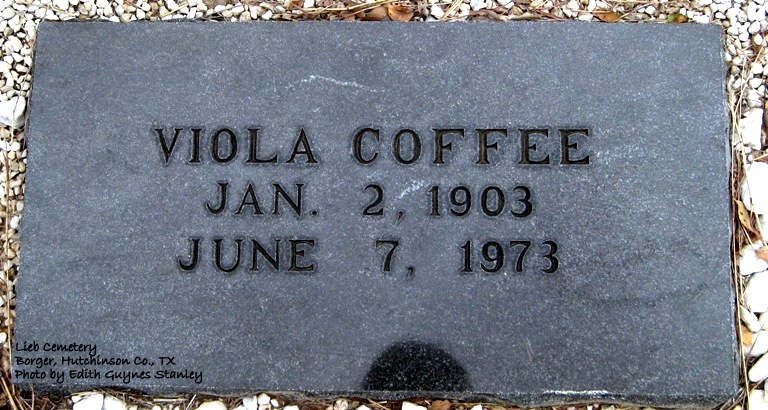 VIOLA COFFEE
JAN. 2, 1903
JUNE 7, 1973
Lieb Cemetery
Borger, Hutchinson Co., TX
Photo by Edith Guynes Stanley